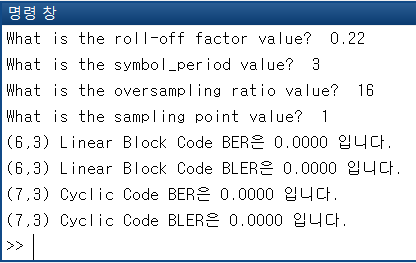 명령 창
What is the roll-off factor value?  0.22
What is the symbol_period value?  3
What is the oversampling ratio value?  16
What is the sampling point value?  1
(6,3) Linear Block Code BER은 0.0000 입니다.
(6,3) Linear Block Code BLER은 0.0000 입니다.
(7,3) Cyclic Code BER은 0.0000 입니다.
(7,3) Cyclic Code BLER은 0.0000 입니다.
>>